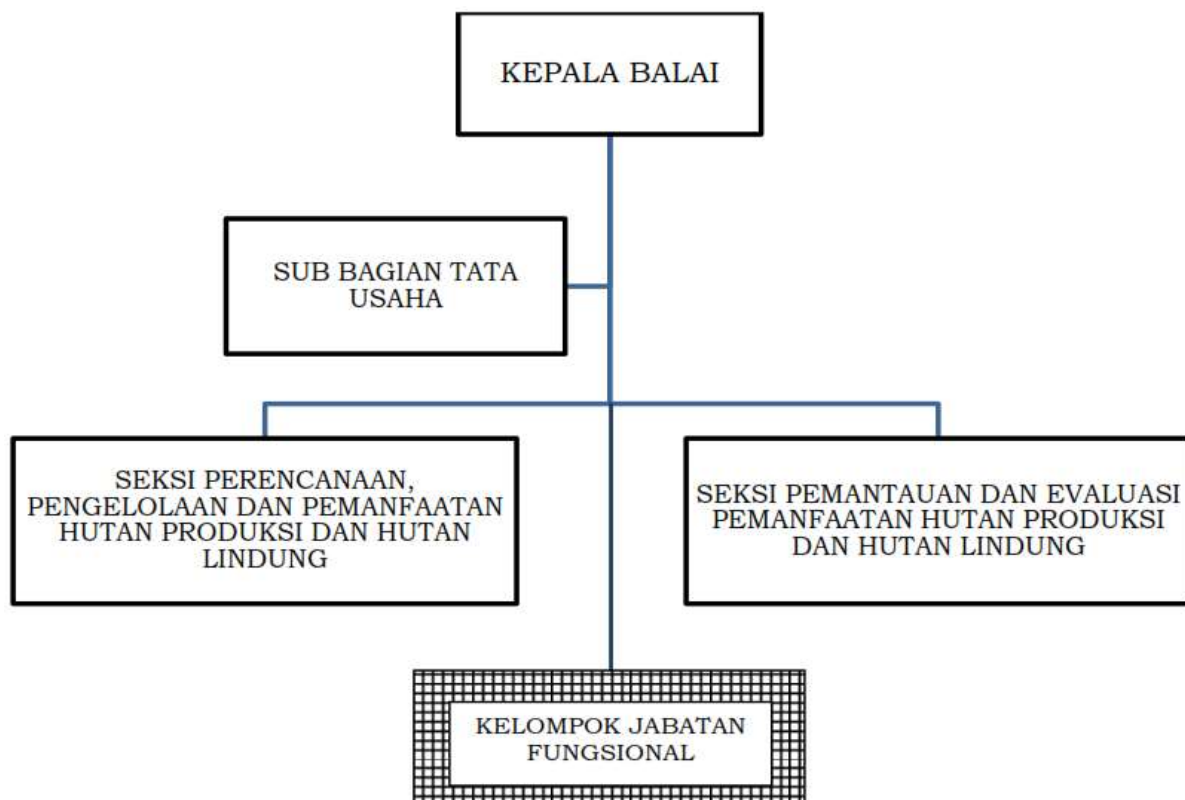 KEPALA BALAI
SUB BAGIAN TATA
USAHA
SEKSI PERENCANAAN,
PENGELOLAAN DAN PEMANFAATAN
HUTAN PRODUKSI DAN HUTAN
LINDUNG
SEKSI PEMANTAUAN DAN EVALUASI
PEMANFAATAN HUTAN PRODUKSI
DAN HUTAN LINDUNG
KELOMPOK JABATAN
FUNGSIONAL